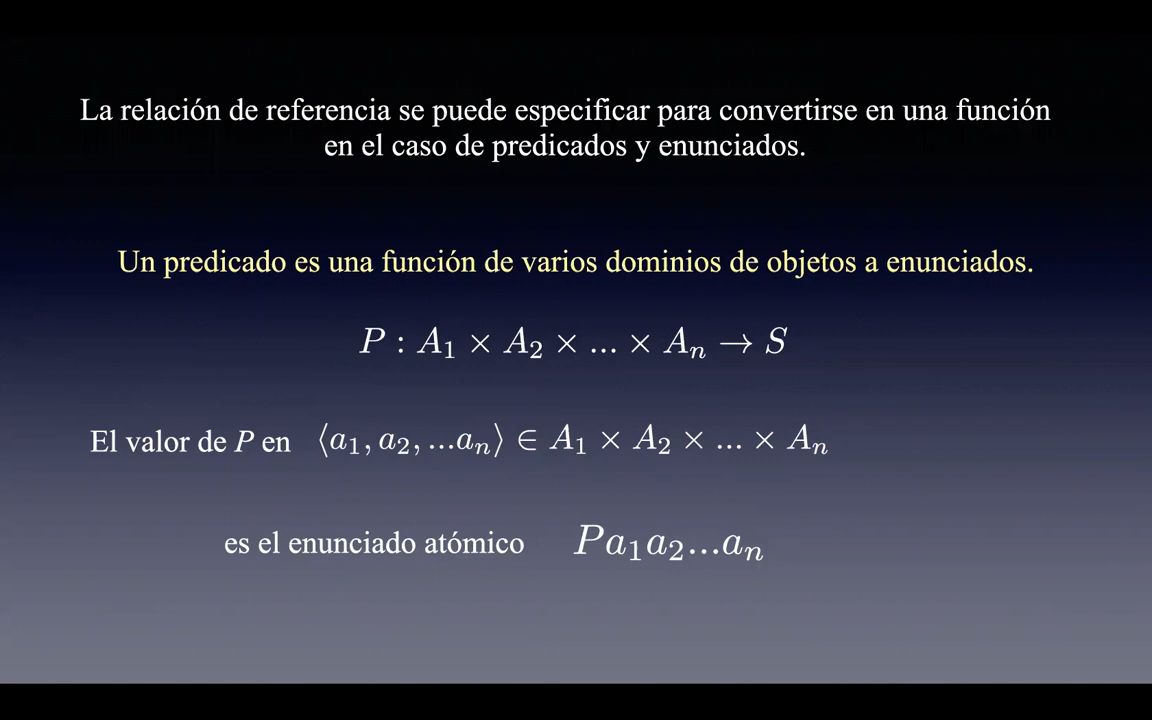 La relación de referencia se puede especificar para convertirse en una función
en el caso de predicados y enunciados.
Un predicado es una función de varios dominios de objetos a enunciados.
P : A₁ × A₂ × ... × Aₙ → S
El valor de P en ⟨a₁, a₂, ...aₙ⟩ ∈ A₁ × A₂ × ... × Aₙ
es el enunciado atómico Pa₁a₂...aₙ